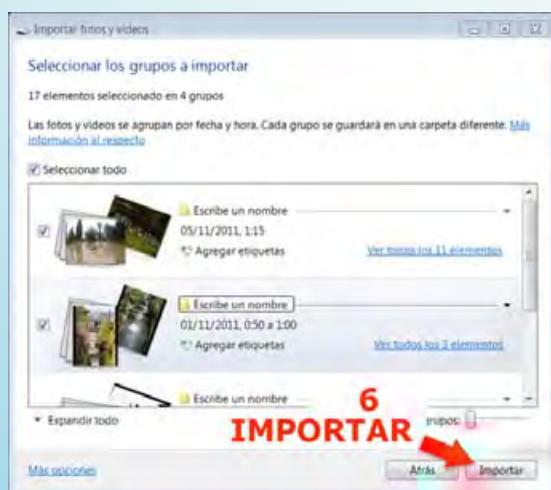 Importar fotos y videos
Seleccionar los grupos a importar
17 elementos seleccionado en 4 grupos
Las fotos y videos se agrupan por fecha y hora. Cada grupo se guardará en una carpeta diferente. Más
información al respecto
Seleccionar todo
Escribe un nombre
05/11/2011, 1:15
Agregar etiquetas
Ver todos los 11 elementos
Escribe un nombre
01/11/2011, 0:50 a 1:00
Agregar etiquetas
Ver todos los 3 elementos
Escribe un nombre
Expandir todo
grupos:
6
IMPORTAR
Más opciones
Atrás
Importar